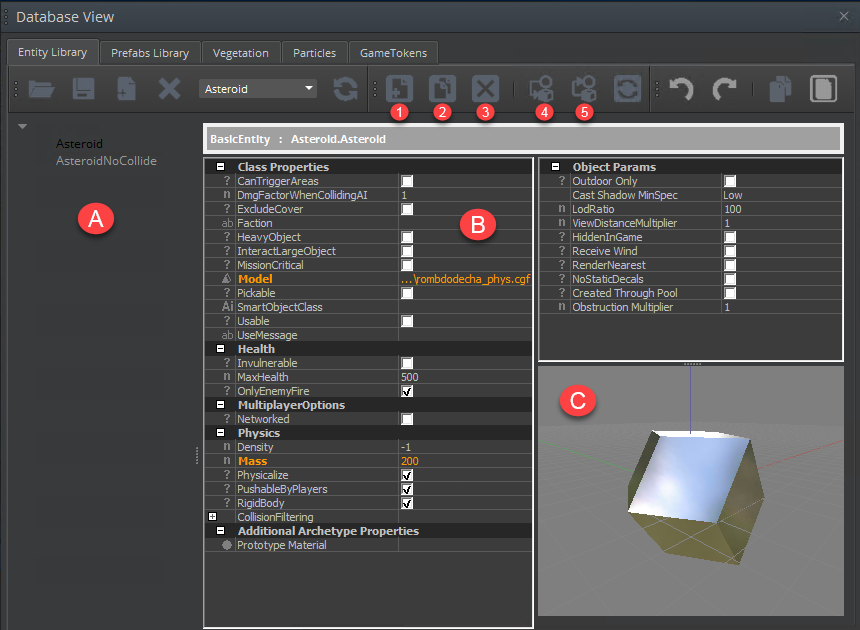 Database View
Entity Library
Prefabs Library
Vegetation
Particles
GameTokens
Asteroid
1
2
3
4
5
Asteroid
AsteroidNoCollide
A
BasicEntity : Asteroid.Asteroid
Class Properties
? CanTriggerAreas
n DmgFactorWhenCollidingAI 1
? ExcludeCover
ab Faction
? HeavyObject
? InteractLargeObject
? MissionCritical
Model ...\rombdodecha_phys.cgf
? Pickable
Ai SmartObjectClass
? Usable
ab UseMessage
Health
? Invulnerable
n MaxHealth 500
? OnlyEnemyFire
MultiplayerOptions
? Networked
Physics
n Density -1
n Mass 200
? Physicalize
? PushableByPlayers
? RigidBody
CollisionFiltering
Additional Archetype Properties
Prototype Material
B
Object Params
? Outdoor Only
Cast Shadow MinSpec Low
n LodRatio 100
n ViewDistanceMultiplier 1
? HiddenInGame
? Receive Wind
? RenderNearest
? NoStaticDecals
? Created Through Pool
n Obstruction Multiplier 1
C